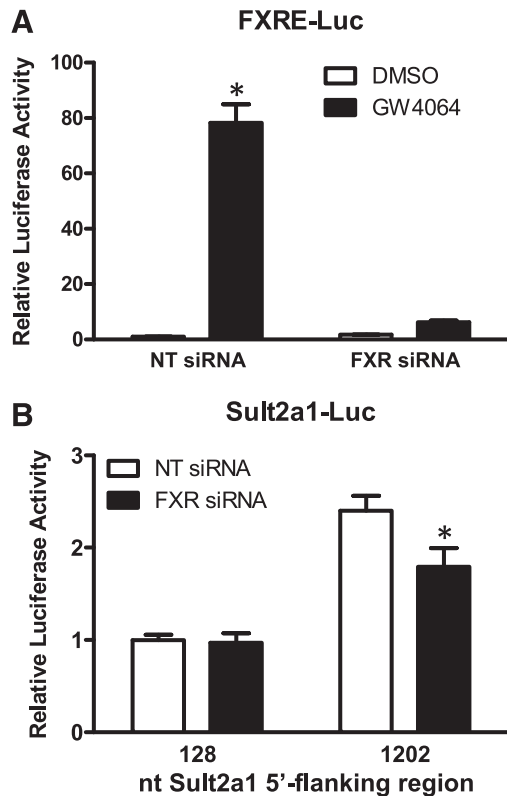 A
FXRE-Luc
Relative Luciferase Activity
100
80
60
40
20
0
DMSO
GW4064
*
NT siRNA
FXR siRNA
B
Sult2a1-Luc
Relative Luciferase Activity
3
2
1
0
NT siRNA
FXR siRNA
*
128
1202
nt Sult2a1 5'-flanking region